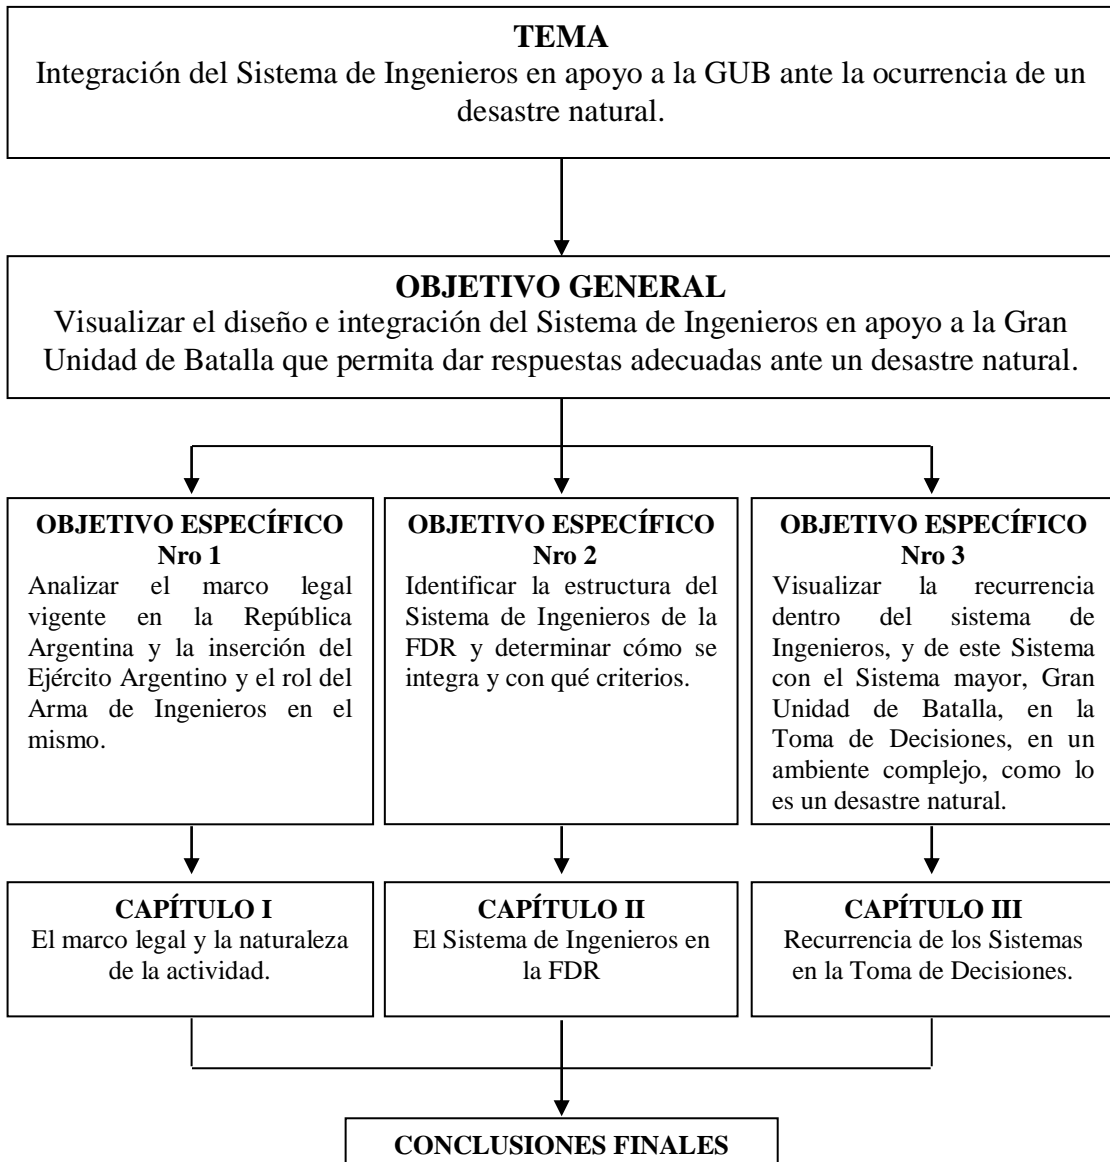 TEMA
Integración del Sistema de Ingenieros en apoyo a la GUB ante la ocurrencia de un
desastre natural.
OBJETIVO GENERAL
Visualizar el diseño e integración del Sistema de Ingenieros en apoyo a la Gran
Unidad de Batalla que permita dar respuestas adecuadas ante un desastre natural.
OBJETIVO ESPECÍFICO
Nro 1
Analizar el marco legal
vigente en la República
Argentina y la inserción del
Ejército Argentino y el rol del
Arma de Ingenieros en el
mismo.
OBJETIVO ESPECÍFICO
Nro 2
Identificar la estructura del
Sistema de Ingenieros de la
FDR y determinar cómo se
integra y con qué criterios.
OBJETIVO ESPECÍFICO
Nro 3
Visualizar la recurrencia
dentro del sistema de
Ingenieros, y de este Sistema
con el Sistema mayor, Gran
Unidad de Batalla, en la
Toma de Decisiones, en un
ambiente complejo, como lo
es un desastre natural.
CAPÍTULO I
El marco legal y la naturaleza
de la actividad.
CAPÍTULO II
El Sistema de Ingenieros en
la FDR
CAPÍTULO III
Recurrencia de los Sistemas
en la Toma de Decisiones.
CONCLUSIONES FINALES